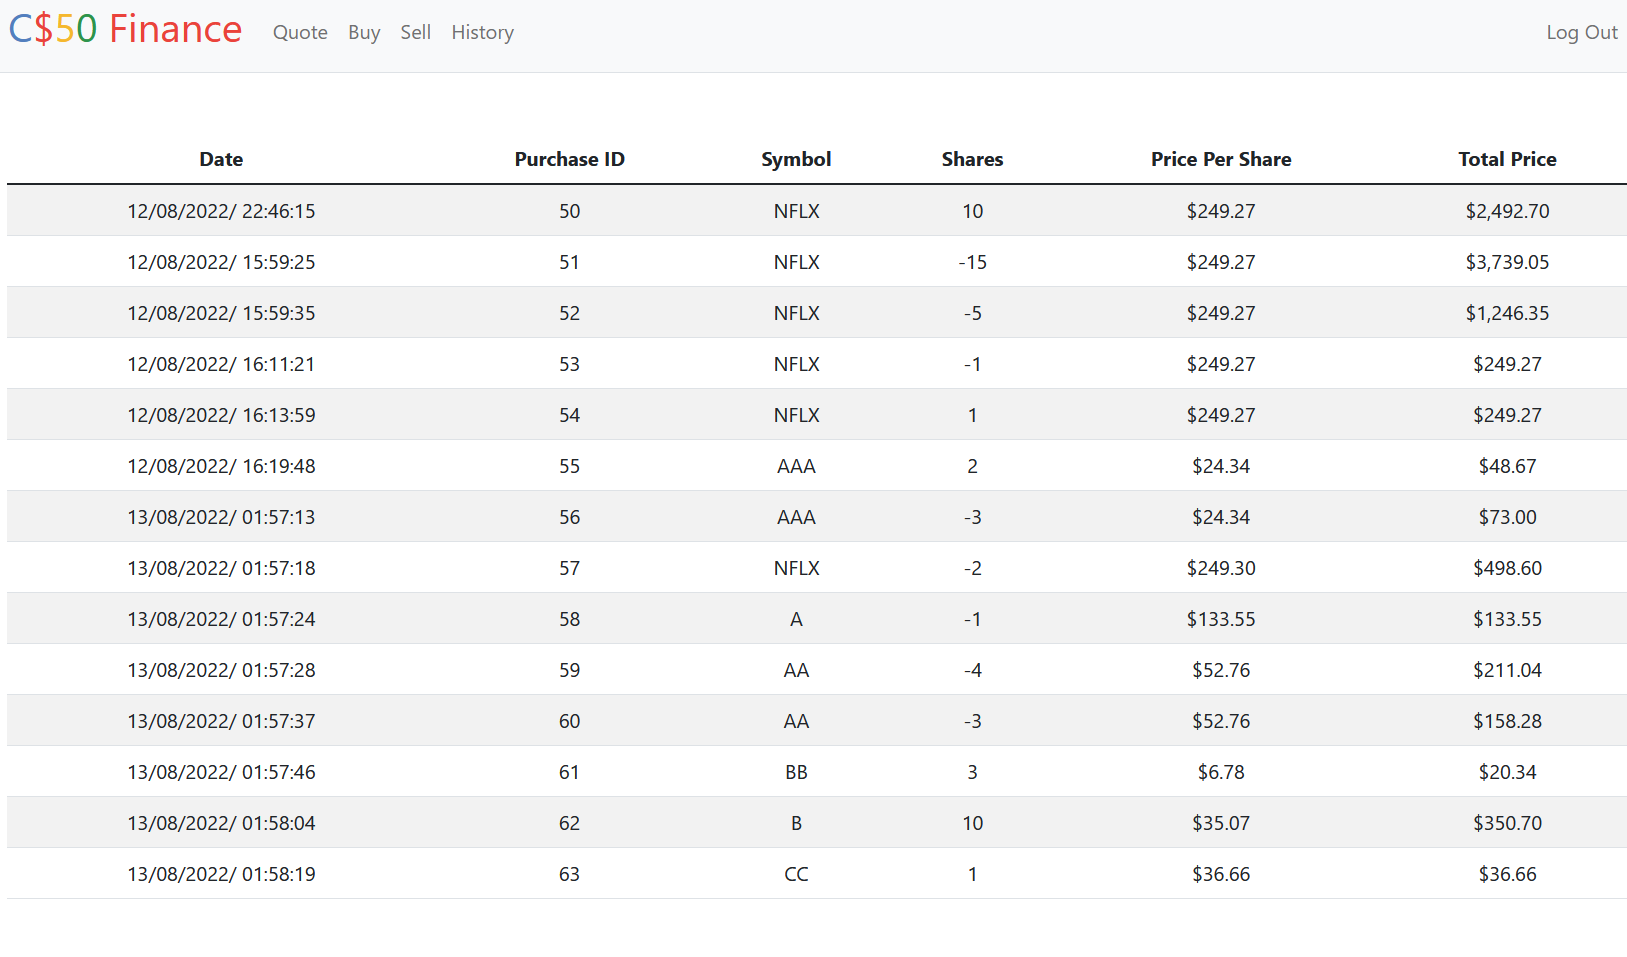 C$50 Finance Quote Buy Sell History Log Out
Date Purchase ID Symbol Shares Price Per Share Total Price
12/08/2022/ 22:46:15 50 NFLX 10 $249.27 $2,492.70
12/08/2022/ 15:59:25 51 NFLX -15 $249.27 $3,739.05
12/08/2022/ 15:59:35 52 NFLX -5 $249.27 $1,246.35
12/08/2022/ 16:11:21 53 NFLX -1 $249.27 $249.27
12/08/2022/ 16:13:59 54 NFLX 1 $249.27 $249.27
12/08/2022/ 16:19:48 55 AAA 2 $24.34 $48.67
13/08/2022/ 01:57:13 56 AAA -3 $24.34 $73.00
13/08/2022/ 01:57:18 57 NFLX -2 $249.30 $498.60
13/08/2022/ 01:57:24 58 A -1 $133.55 $133.55
13/08/2022/ 01:57:28 59 AA -4 $52.76 $211.04
13/08/2022/ 01:57:37 60 AA -3 $52.76 $158.28
13/08/2022/ 01:57:46 61 BB 3 $6.78 $20.34
13/08/2022/ 01:58:04 62 B 10 $35.07 $350.70
13/08/2022/ 01:58:19 63 CC 1 $36.66 $36.66